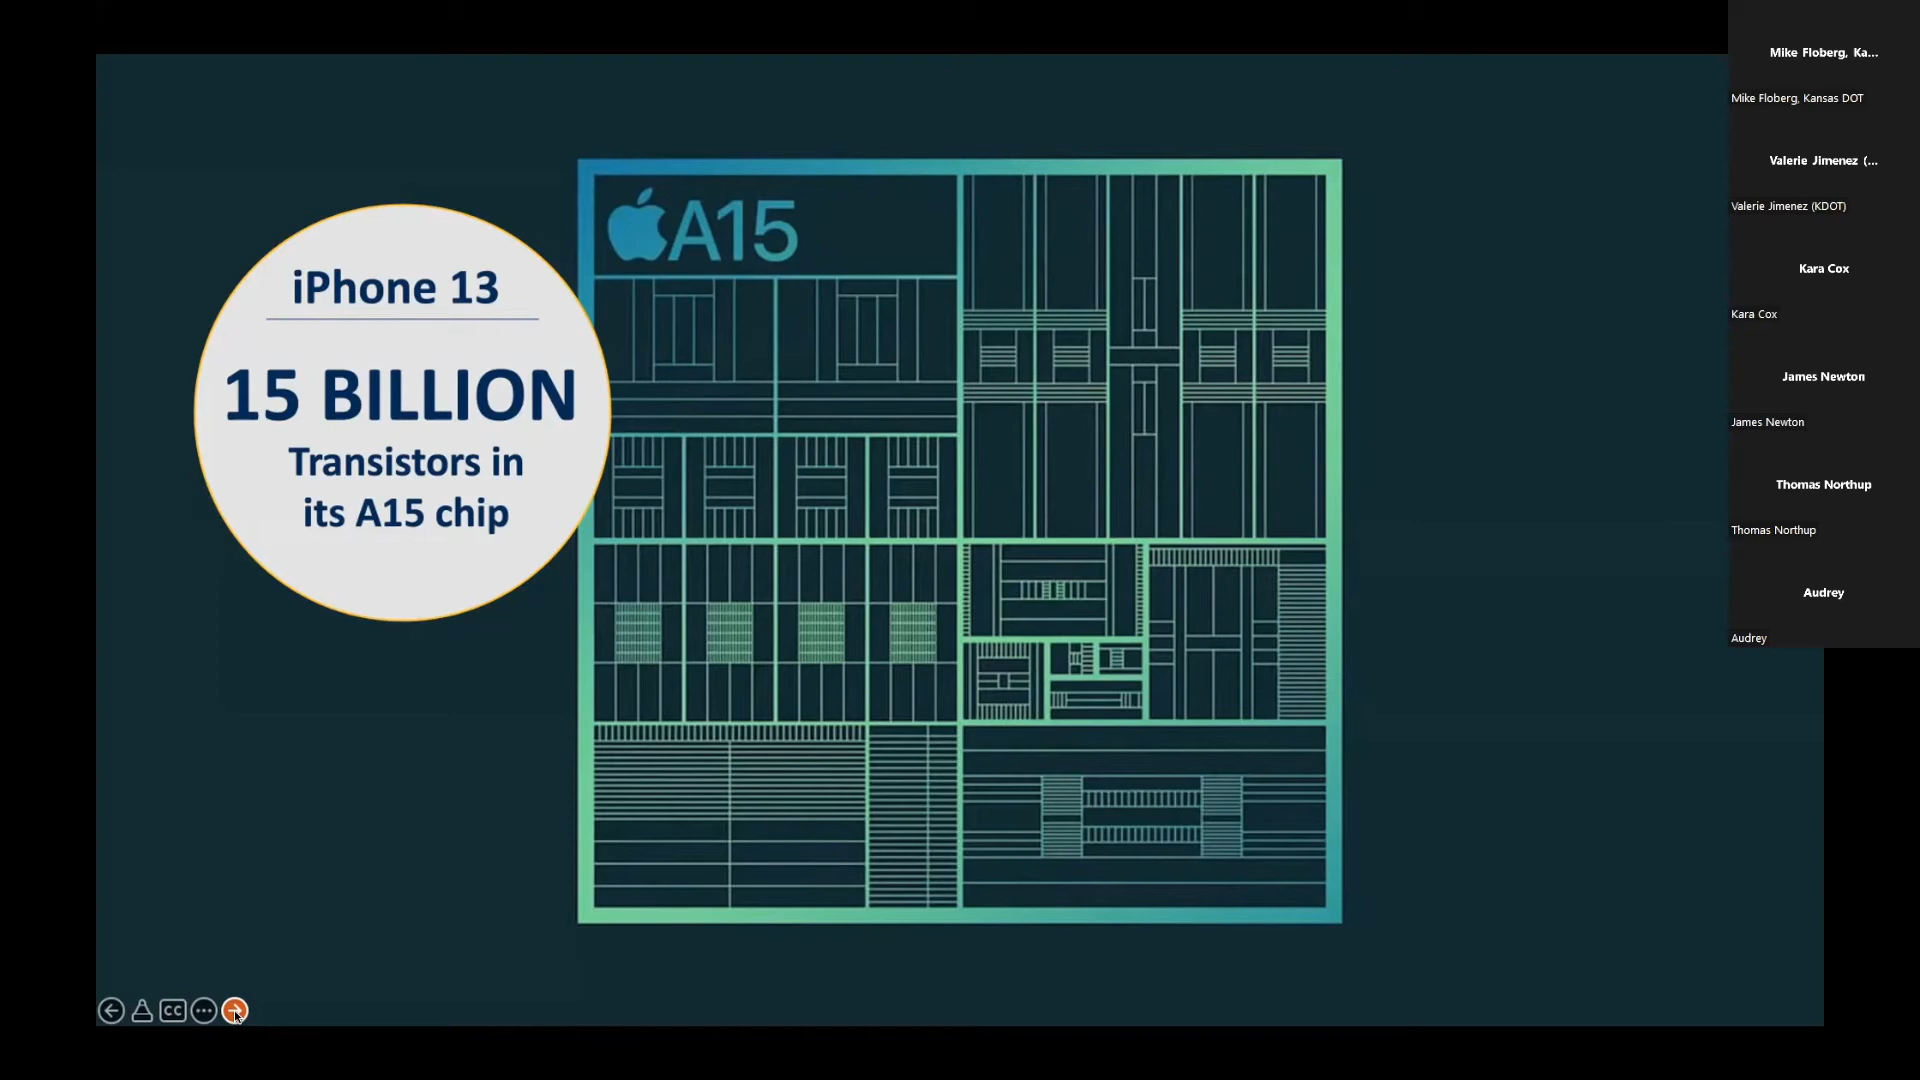 iPhone 13
15 BILLION
Transistors in
its A15 chip
A15
CC
Mike Floberg, Ka...
Mike Floberg, Kansas DOT
Valerie Jimenez (...
Valerie Jimenez (KDOT)
Kara Cox
Kara Cox
James Newton
James Newton
Thomas Northup
Thomas Northup
Audrey
Audrey